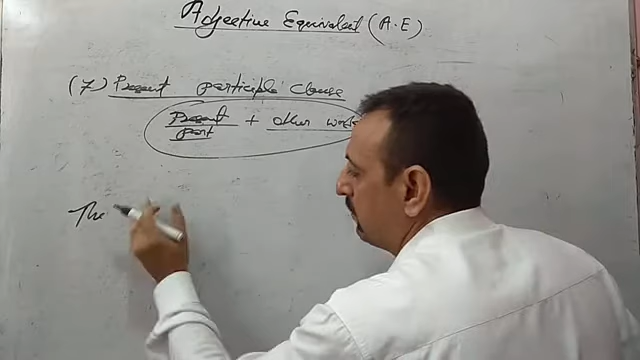 Adjective Equivalent (A.E)
(7) Present participle clause
Present + other words
part
The